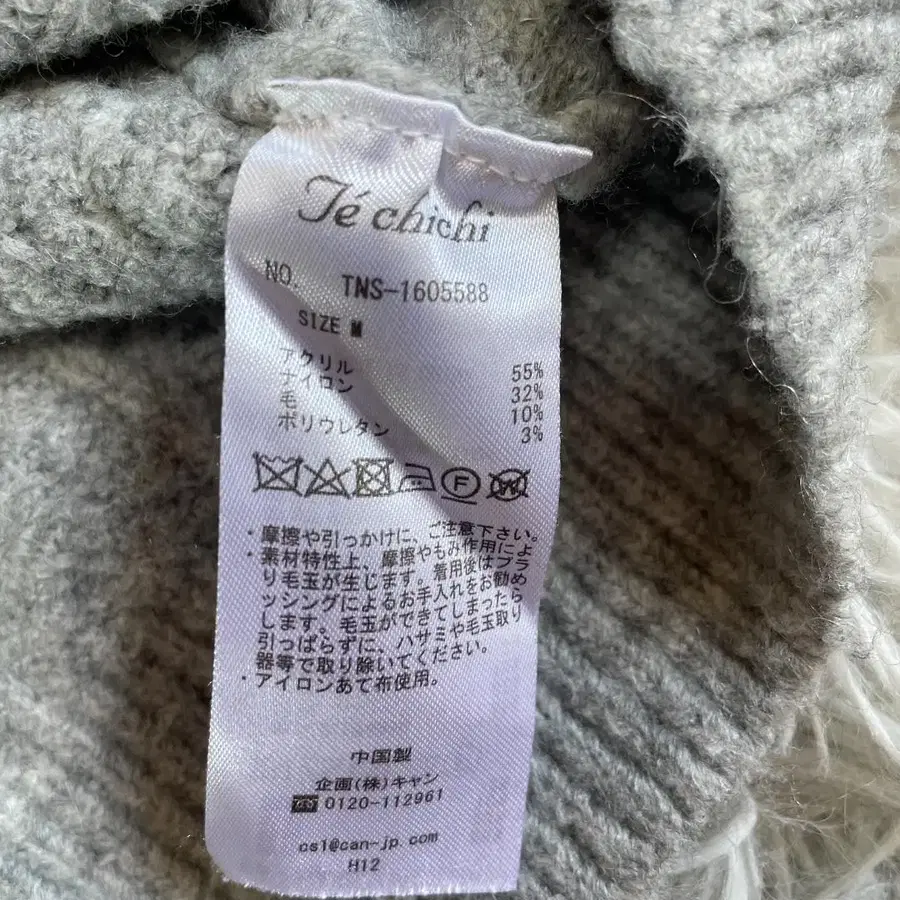 Té chichi
NO. TNS-1605588
SIZE M
アクリル 55%
ナイロン 32%
毛 10%
ポリウレタン 3%
F W
・摩擦や引っかけに、ご注意下さい。
・素材特性上、摩擦やもみ作用によ
り毛玉が生じます。着用後はブラ
ッシングによるお手入れをお勧め
します。毛玉ができてしまったら
引っぱらずに、ハサミや毛玉取り
器等で取り除いてください。
・アイロンあて布使用。
中国製
企画(株)キャン
0120-112961
cs1@can-jp.com
H12